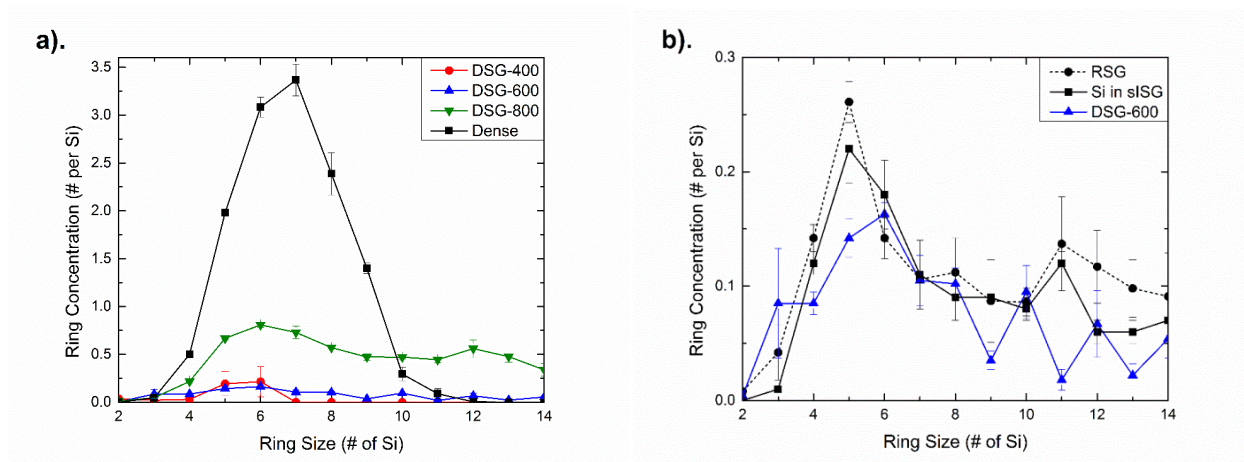 a).
3.5
3.0
2.5
2.0
1.5
1.0
0.5
0.0
Ring Concentration (# per Si)
DSG-400
DSG-600
DSG-800
Dense
2 4 6 8 10 12 14
Ring Size (# of Si)
b).
0.3
0.2
0.1
0.0
Ring Concentration (# per Si)
RSG
Si in sISG
DSG-600
2 4 6 8 10 12 14
Ring Size (# of Si)